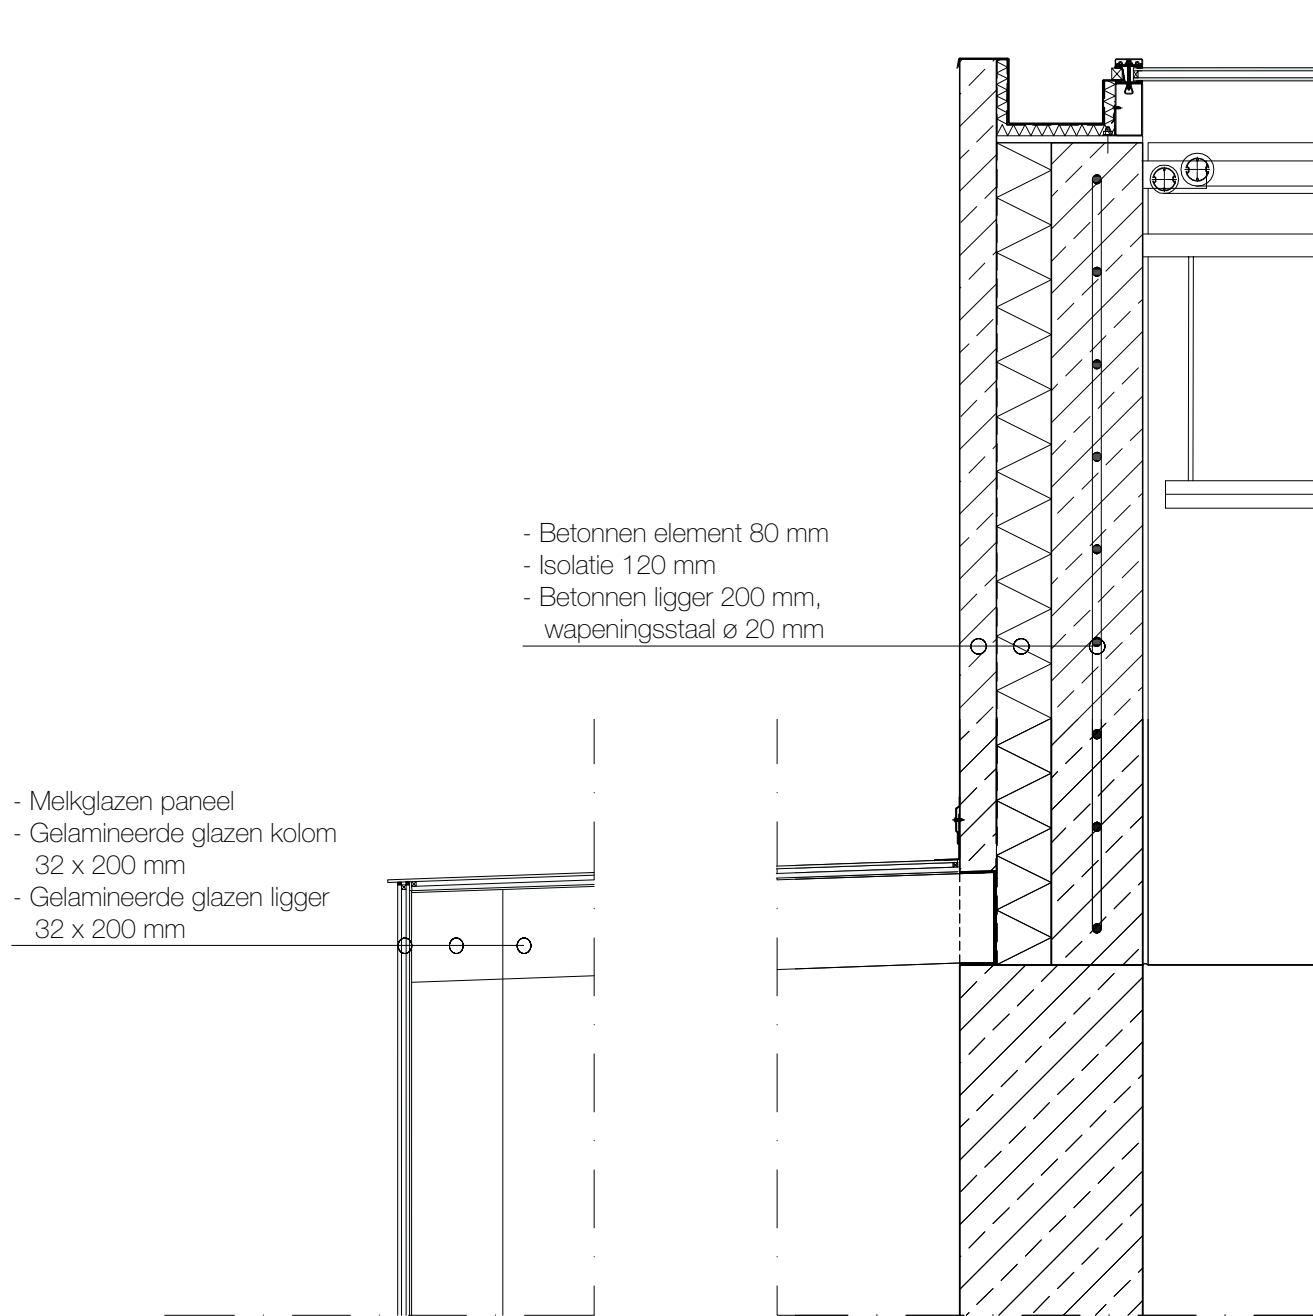 - Betonnen element 80 mm
- Isolatie 120 mm
- Betonnen ligger 200 mm,
wapeningsstaal ø 20 mm
- Melkglazen paneel
- Gelamineerde glazen kolom
32 x 200 mm
- Gelamineerde glazen ligger
32 x 200 mm